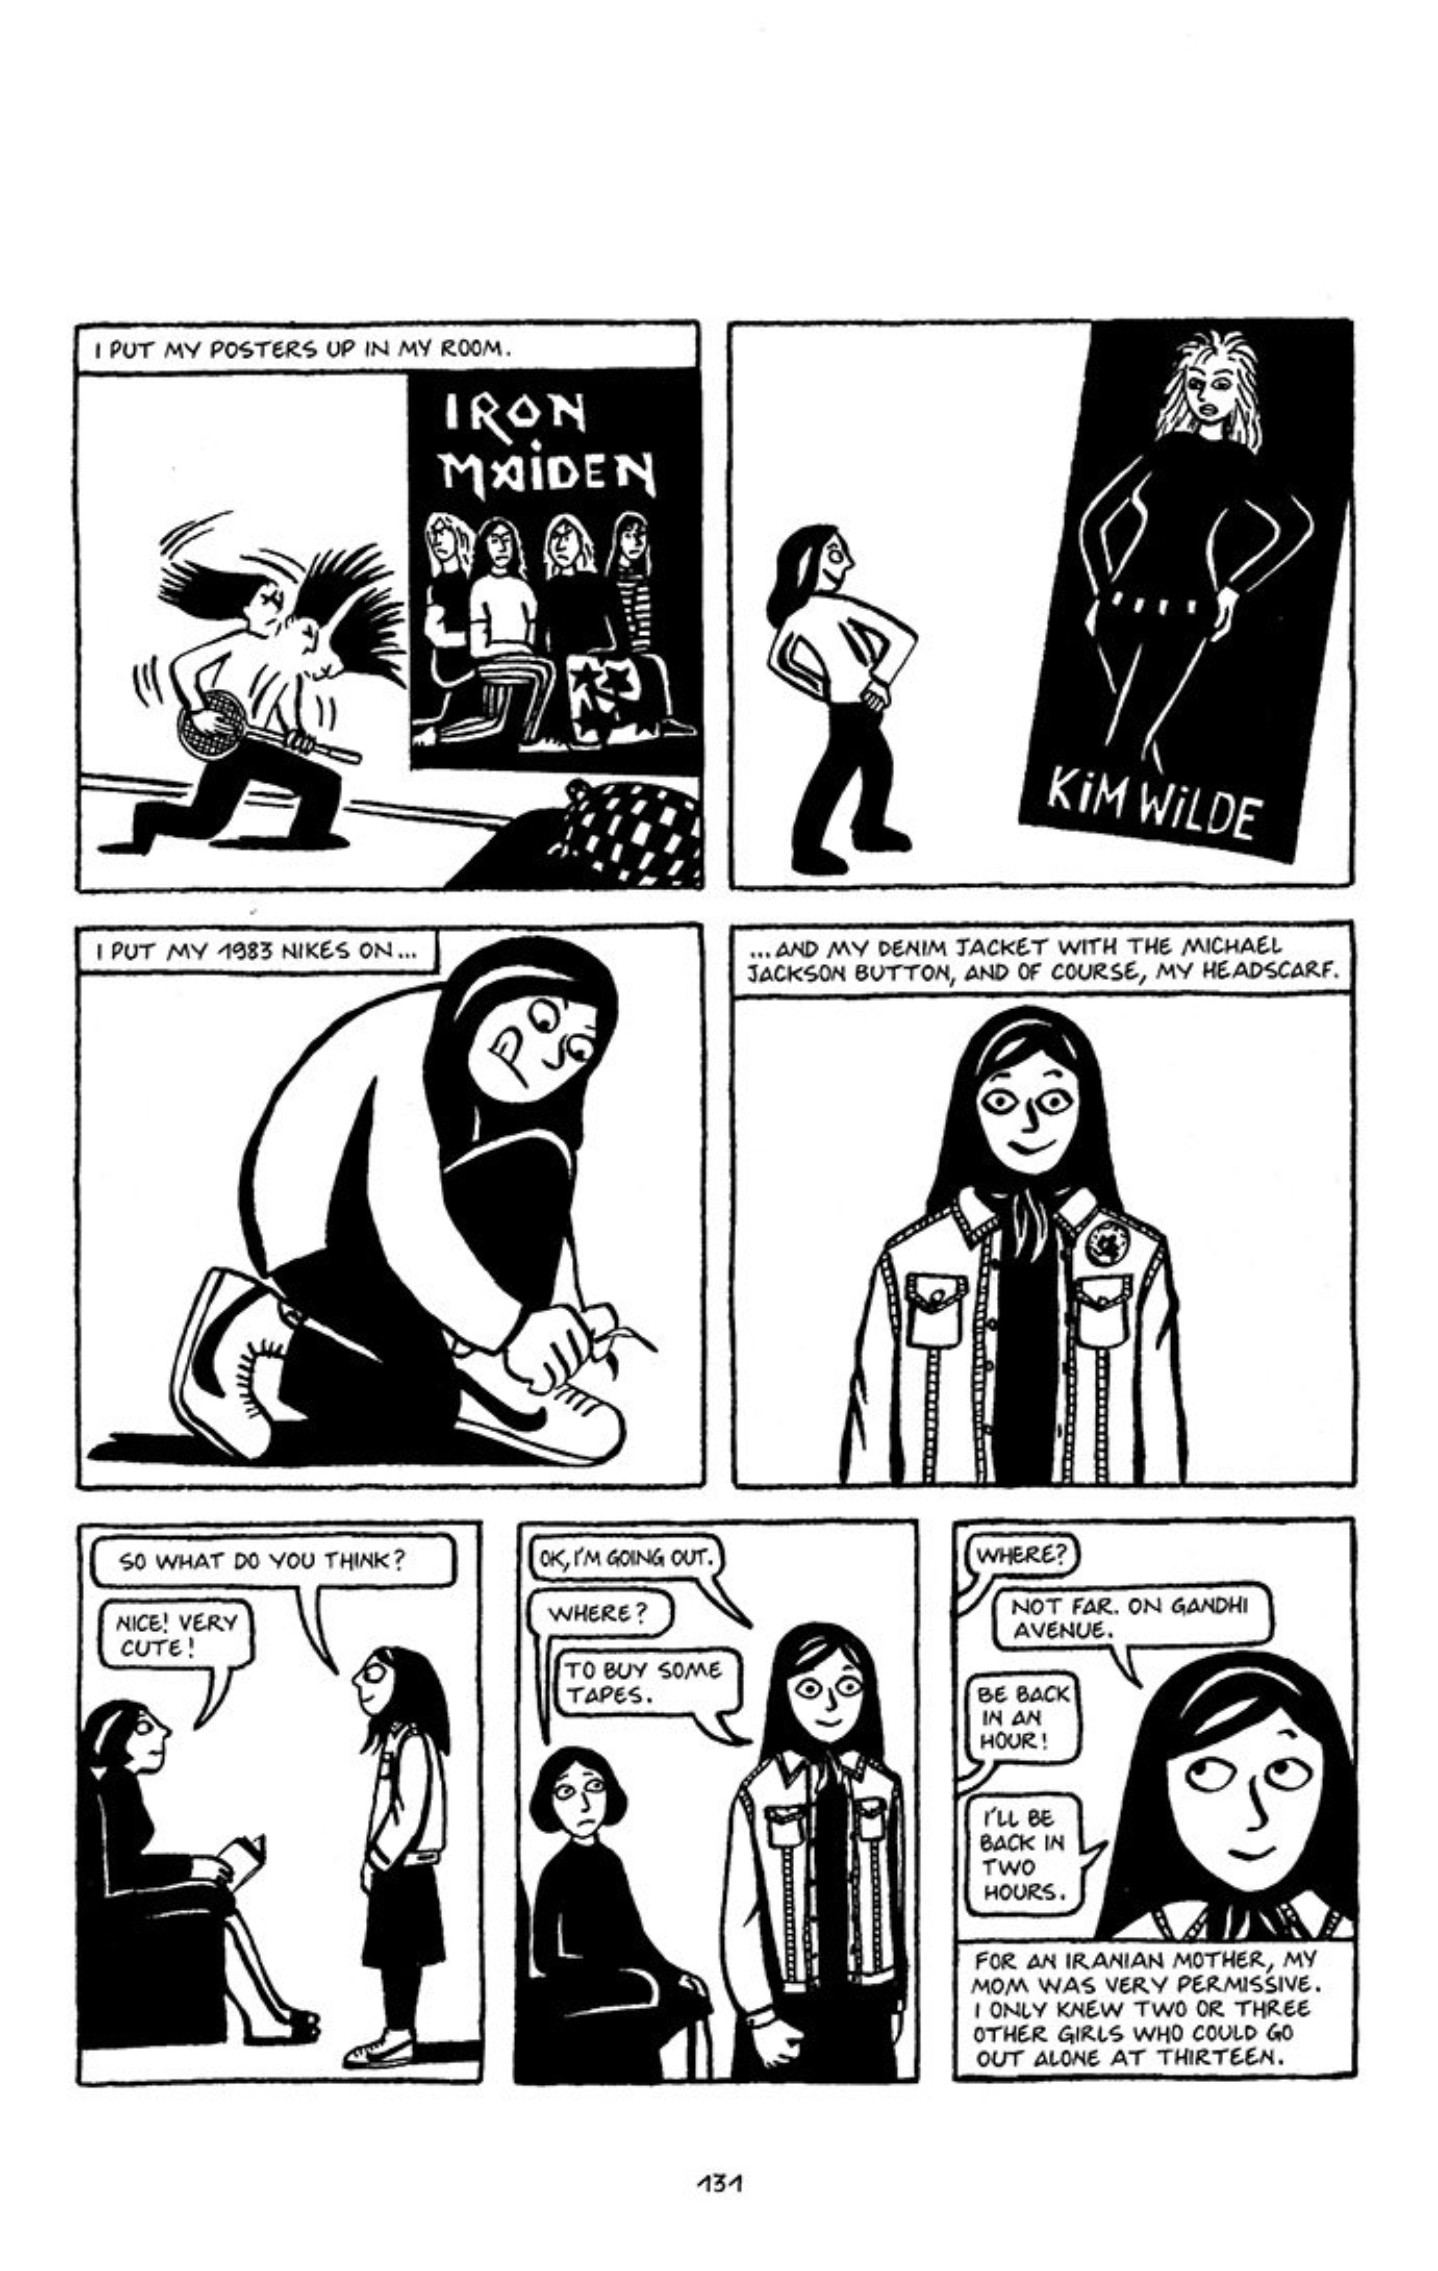 I PUT MY POSTERS UP IN MY ROOM.
IRON
MAiDEN
KiM WiLDE
I PUT MY 1983 NIKES ON...
...AND MY DENIM JACKET WITH THE MICHAEL
JACKSON BUTTON, AND OF COURSE, MY HEADSCARF.
SO WHAT DO YOU THINK?
NICE! VERY
CUTE!
OK, I'M GOING OUT.
WHERE?
TO BUY SOME
TAPES.
WHERE?
NOT FAR. ON GANDHI
AVENUE.
BE BACK
IN AN
HOUR!
I'LL BE
BACK IN
TWO
HOURS.
FOR AN IRANIAN MOTHER, MY
MOM WAS VERY PERMISSIVE.
I ONLY KNEW TWO OR THREE
OTHER GIRLS WHO COULD GO
OUT ALONE AT THIRTEEN.
131